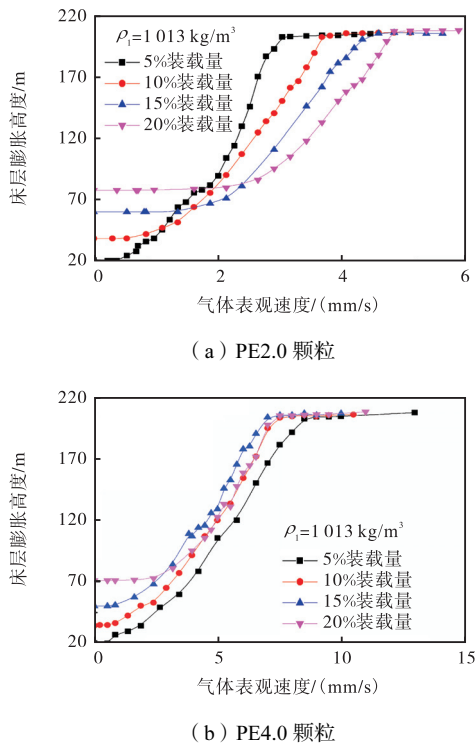 220
170
120
70
20
床层膨胀高度/m
ρ₁=1 013 kg/m³
5%装载量
10%装载量
15%装载量
20%装载量
0 2 4 6
气体表观速度/(mm/s)
（a）PE2.0 颗粒
220
170
120
70
20
床层膨胀高度/m
ρ₁=1 013 kg/m³
5%装载量
10%装载量
15%装载量
20%装载量
0 5 10 15
气体表观速度/(mm/s)
（b）PE4.0 颗粒